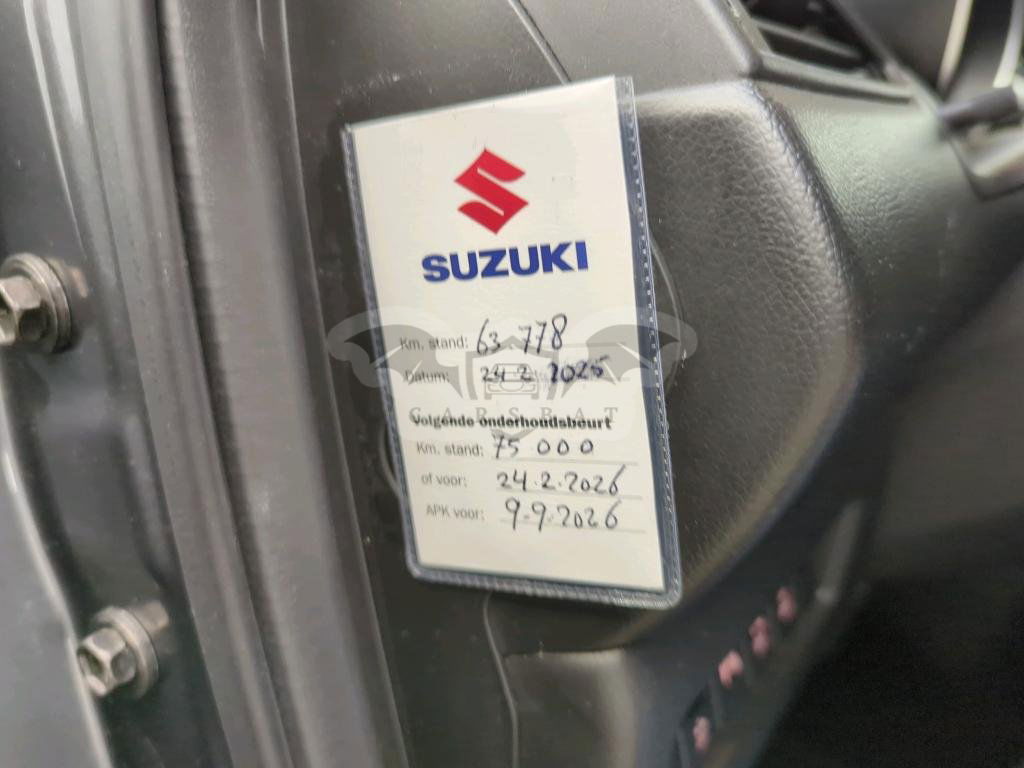 SUZUKI
Km. stand: 63.778
Datum: 24 2 2025
CARSBAT
Volgende onderhoudsbeurt
Km. stand: 75 000
of voor: 24.2.2026
APK voor: 9.9.2026